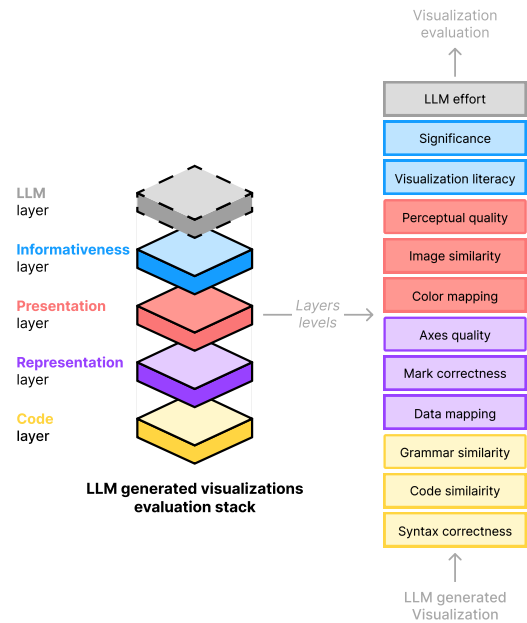 Visualization
evaluation
LLM effort
Significance
Visualization literacy
Perceptual quality
Image similarity
Color mapping
Axes quality
Mark correctness
Data mapping
Grammar similarity
Code similairity
Syntax correctness
LLM generated
Visualization
LLM
layer
Informativeness
layer
Presentation
layer
Representation
layer
Code
layer
Layers
levels
LLM generated visualizations
evaluation stack